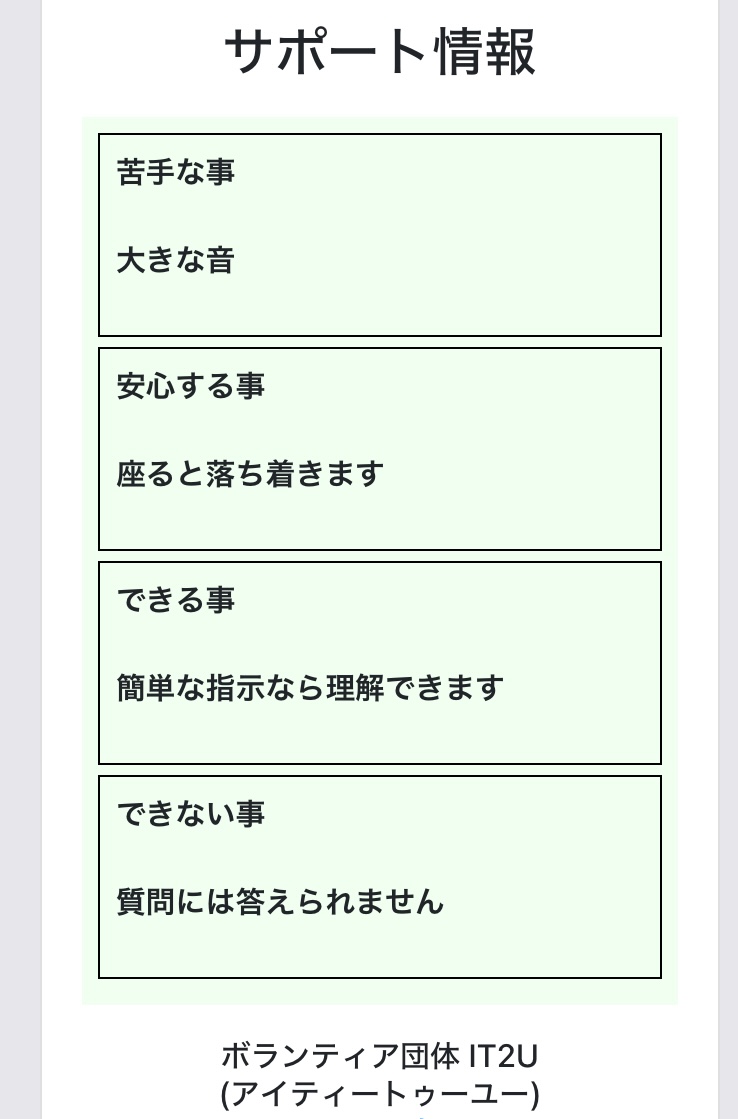 サポート情報
苦手な事
大きな音
安心する事
座ると落ち着きます
できる事
簡単な指示なら理解できます
できない事
質問には答えられません
ボランティア団体 IT2U
(アイティートゥーユー)